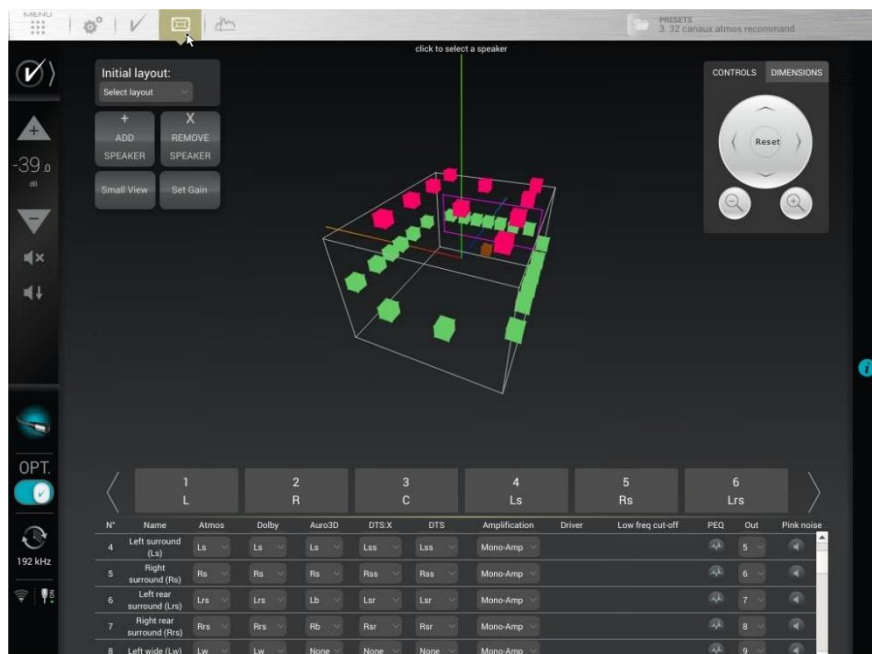 MENU
PRESETS
3. 32 canaux atmos recommand
click to select a speaker
Initial layout:
Select layout
+
ADD
SPEAKER
X
REMOVE
SPEAKER
Small View
Set Gain
CONTROLS
DIMENSIONS
Reset
+
-39.0
dB
OPT.
192 kHz
i
1
L
2
R
3
C
4
Ls
5
Rs
6
Lrs
N° Name Atmos Dolby Auro3D DTS:X DTS Amplification Driver Low freq cut-off PEQ Out Pink noise
4 Left surround (Ls) Ls Ls Ls Lss Lss Mono-Amp 5
5 Right surround (Rs) Rs Rs Rs Rss Rss Mono-Amp 6
6 Left rear surround (Lrs) Lrs Lrs Lb Lsr Lsr Mono-Amp 7
7 Right rear surround (Rrs) Rrs Rrs Rb Rsr Rsr Mono-Amp 8
8 Left wide (Lw) Lw Lw None None None Mono-Amp 9